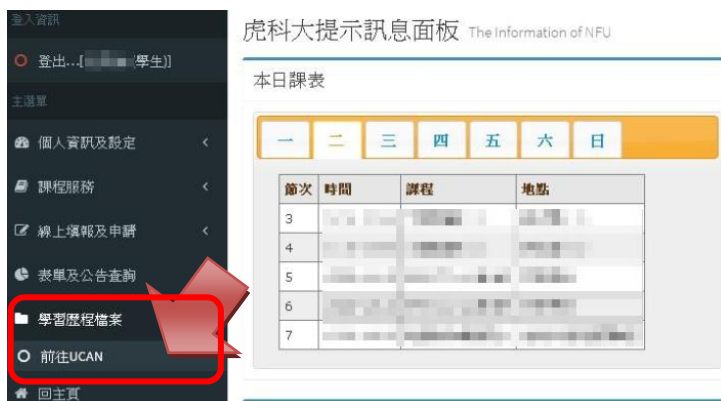 登入資訊
登出...[ (學生)]
主選單
個人資訊及設定
課程服務
線上填報及申請
表單及公告查詢
學習歷程檔案
前往UCAN
回主頁
虎科大提示訊息面板 The Information of NFU
本日課表
一 二 三 四 五 六 日
節次 時間 課程 地點
3
4
5
6
7